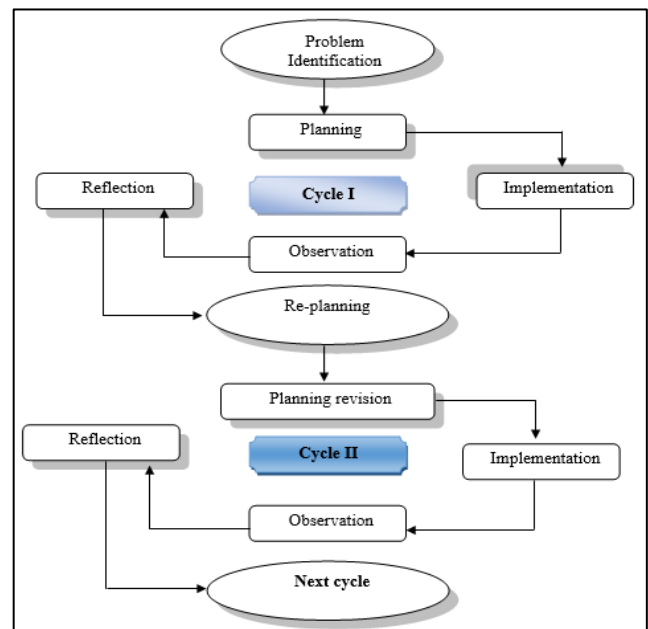 Problem
Identification
Planning
Reflection
Cycle I
Implementation
Observation
Re-planning
Planning revision
Reflection
Cycle II
Implementation
Observation
Next cycle